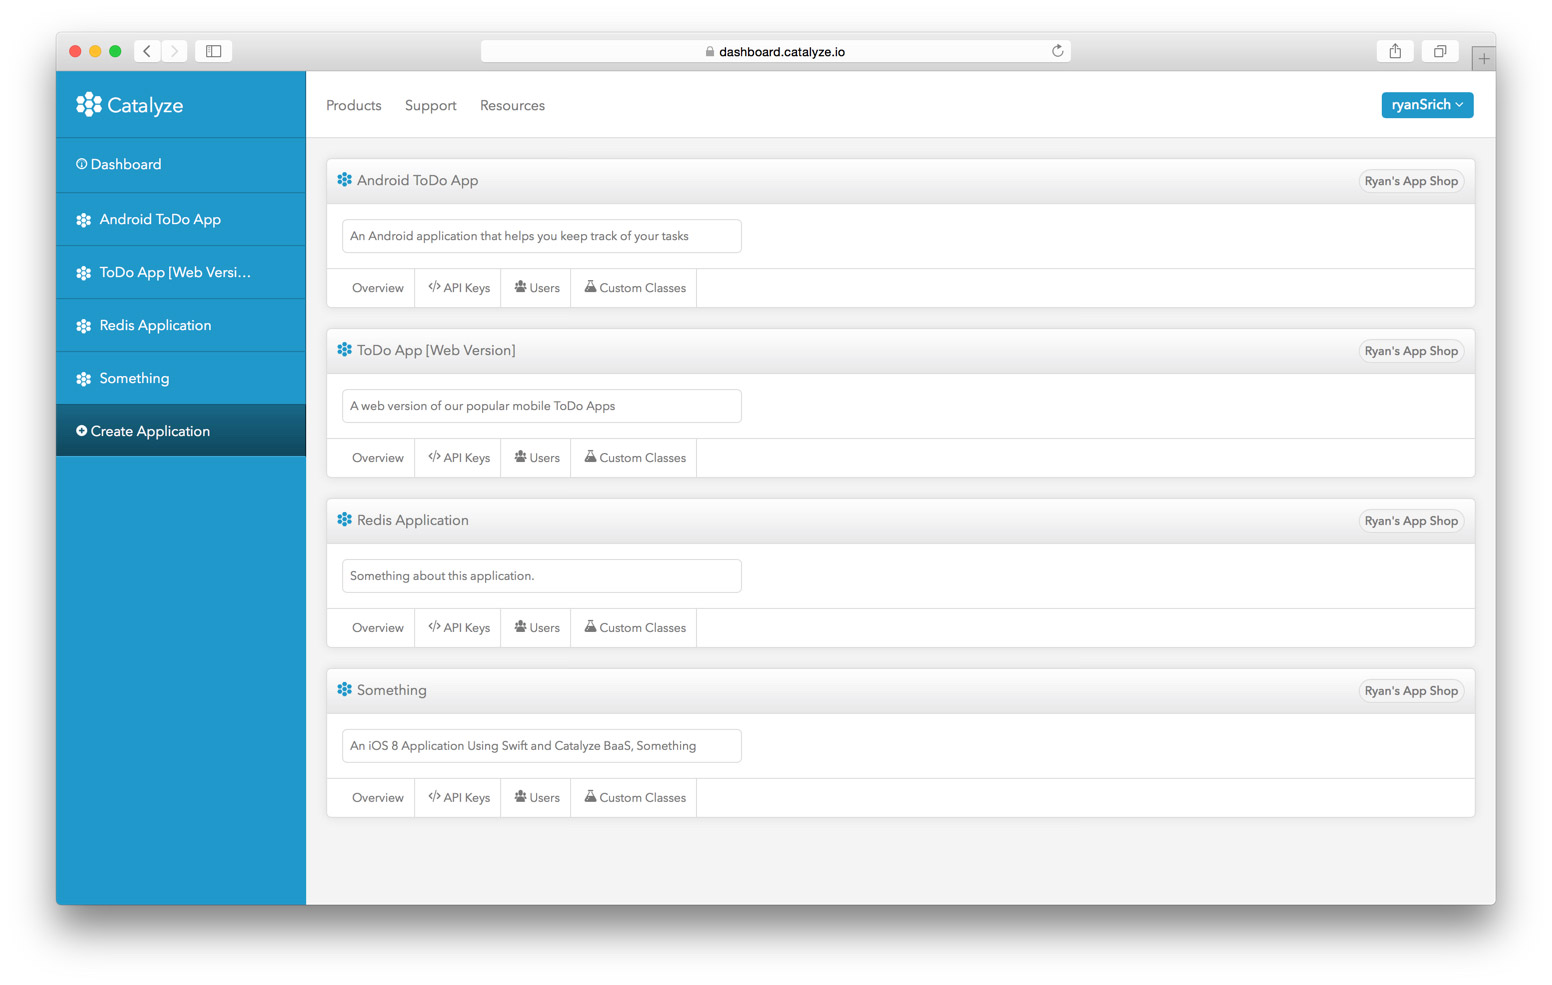 dashboard.catalyze.io
Catalyze
Products Support Resources
ryanSrich
Dashboard
Android ToDo App
ToDo App [Web Versi...
Redis Application
Something
Create Application
Android ToDo App
Ryan's App Shop
An Android application that helps you keep track of your tasks
Overview API Keys Users Custom Classes
ToDo App [Web Version]
Ryan's App Shop
A web version of our popular mobile ToDo Apps
Overview API Keys Users Custom Classes
Redis Application
Ryan's App Shop
Something about this application.
Overview API Keys Users Custom Classes
Something
Ryan's App Shop
An iOS 8 Application Using Swift and Catalyze BaaS, Something
Overview API Keys Users Custom Classes